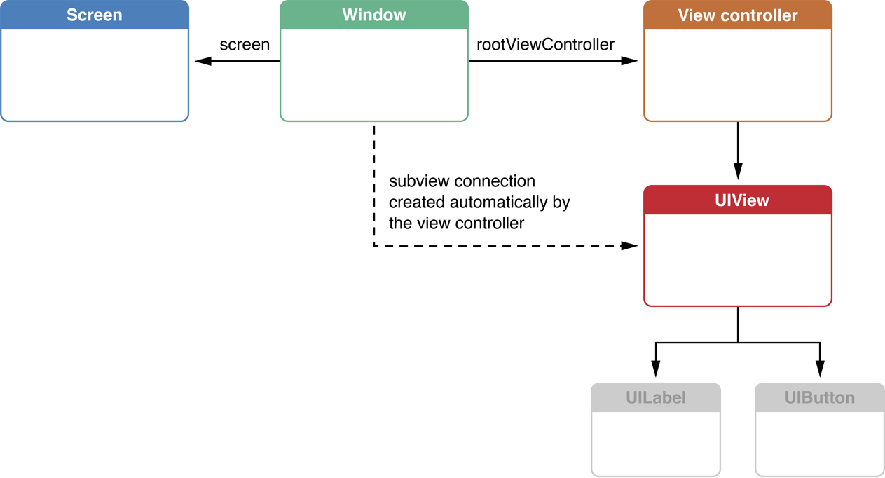 Screen
Window
View controller
screen
rootViewController
subview connection
created automatically by
the view controller
UIView
UILabel
UIButton